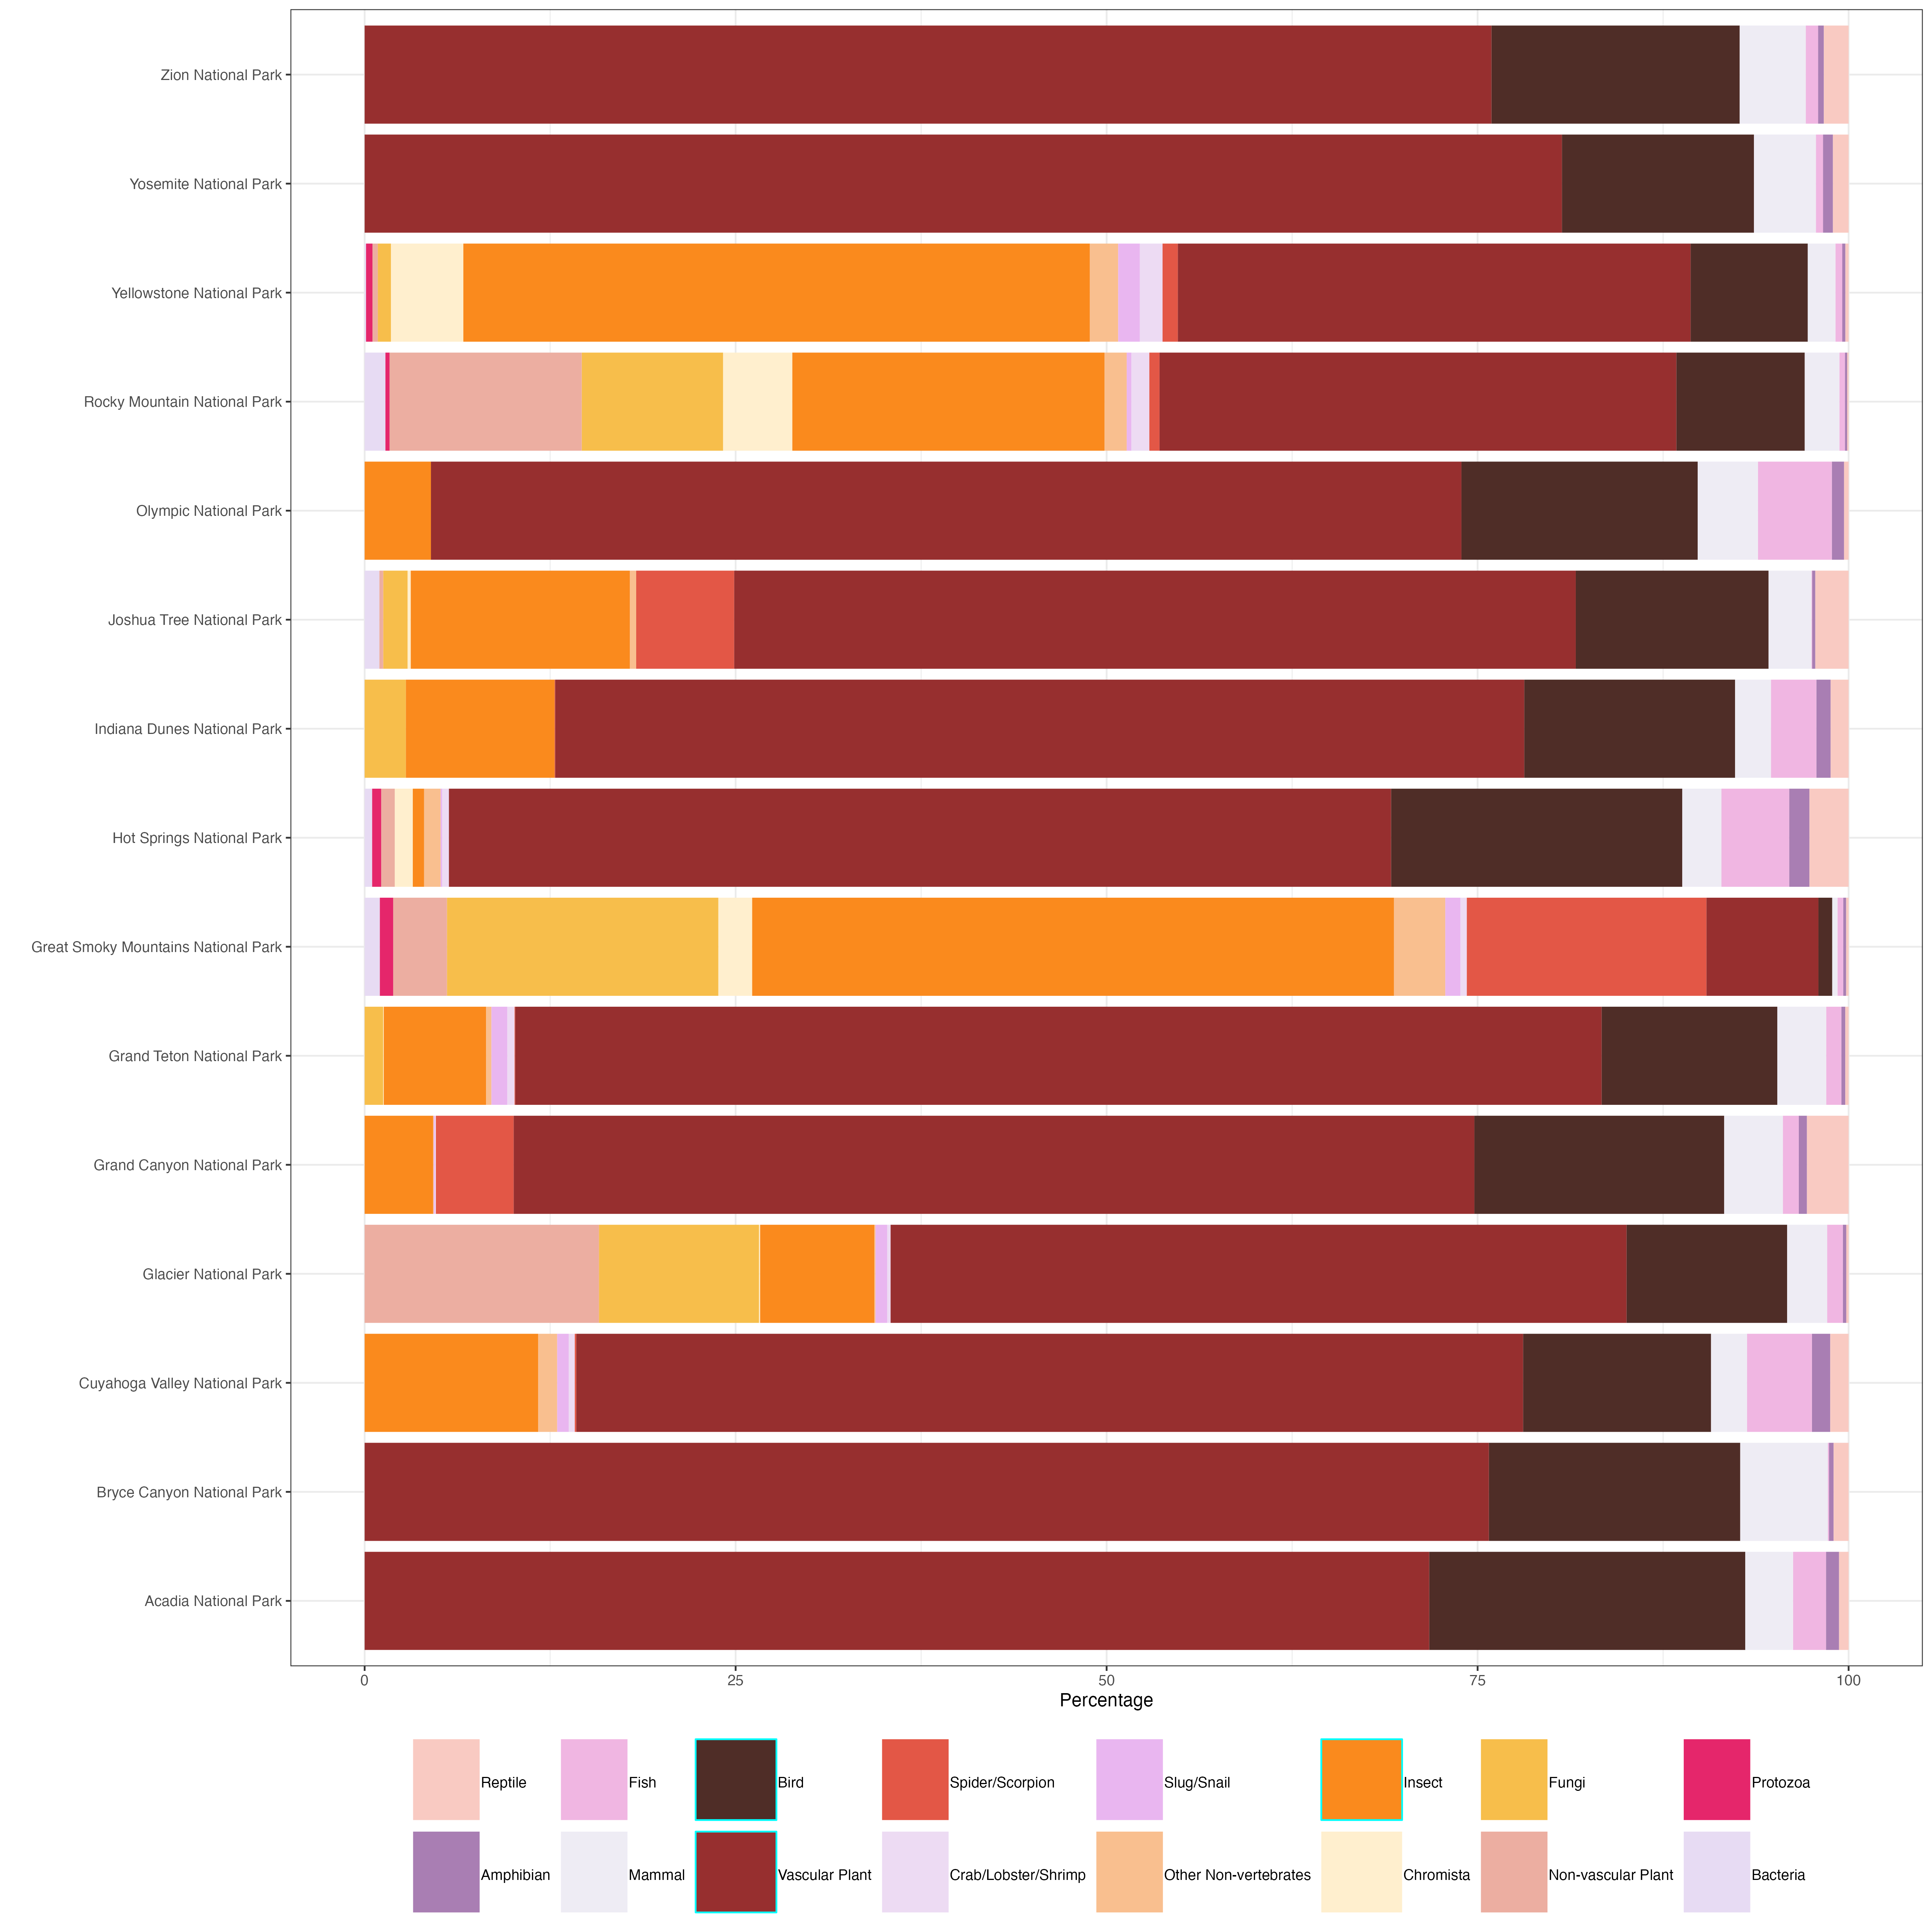 Zion National Park
Yosemite National Park
Yellowstone National Park
Rocky Mountain National Park
Olympic National Park
Joshua Tree National Park
Indiana Dunes National Park
Hot Springs National Park
Great Smoky Mountains National Park
Grand Teton National Park
Grand Canyon National Park
Glacier National Park
Cuyahoga Valley National Park
Bryce Canyon National Park
Acadia National Park
0 25 50 75 100
Percentage
Reptile Fish Bird Spider/Scorpion Slug/Snail Insect Fungi Protozoa
Amphibian Mammal Vascular Plant Crab/Lobster/Shrimp Other Non-vertebrates Chromista Non-vascular Plant Bacteria